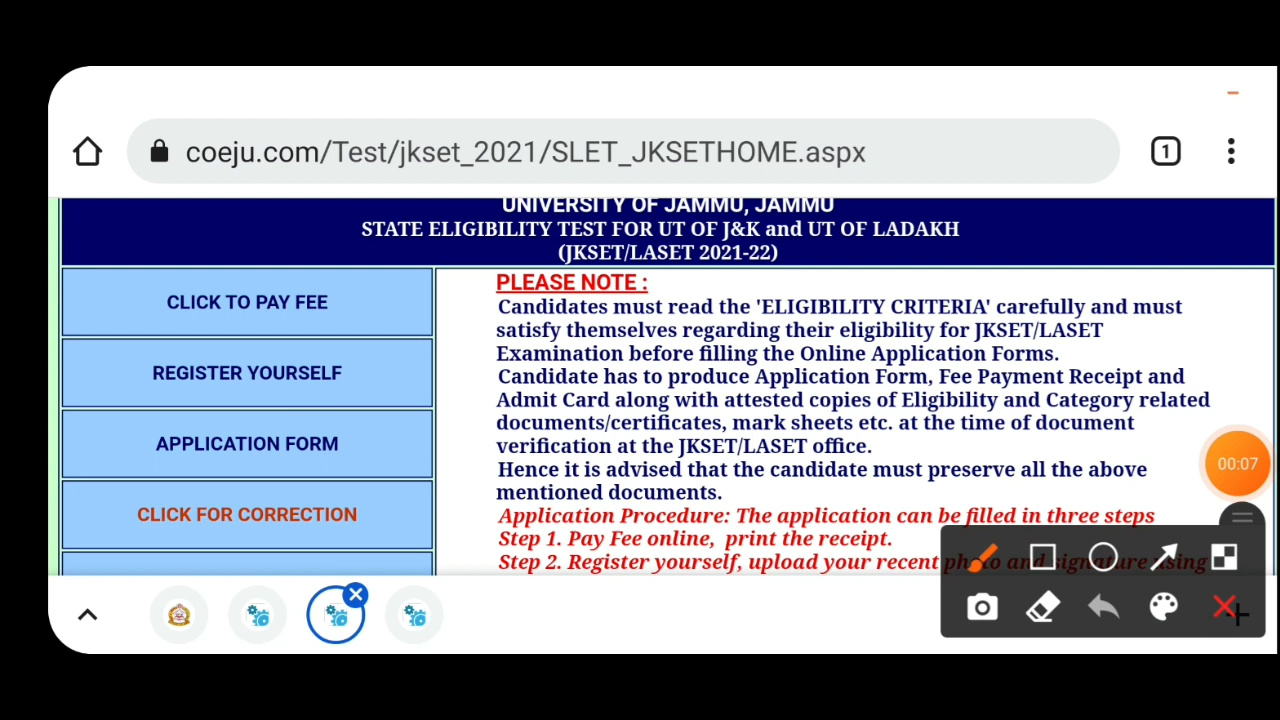 coeju.com/Test/jkset_2021/SLET_JKSETHOME.aspx
1
UNIVERSITY OF JAMMU, JAMMU
STATE ELIGIBILITY TEST FOR UT OF J&K and UT OF LADAKH
(JKSET/LASET 2021-22)
CLICK TO PAY FEE
REGISTER YOURSELF
APPLICATION FORM
CLICK FOR CORRECTION
PLEASE NOTE :
Candidates must read the 'ELIGIBILITY CRITERIA' carefully and must
satisfy themselves regarding their eligibility for JKSET/LASET
Examination before filling the Online Application Forms.
Candidate has to produce Application Form, Fee Payment Receipt and
Admit Card along with attested copies of Eligibility and Category related
documents/certificates, mark sheets etc. at the time of document
verification at the JKSET/LASET office.
Hence it is advised that the candidate must preserve all the above
mentioned documents.
Application Procedure: The application can be filled in three steps
Step 1. Pay Fee online, print the receipt.
Step 2. Register yourself, upload your recent photo and signature using
00:07